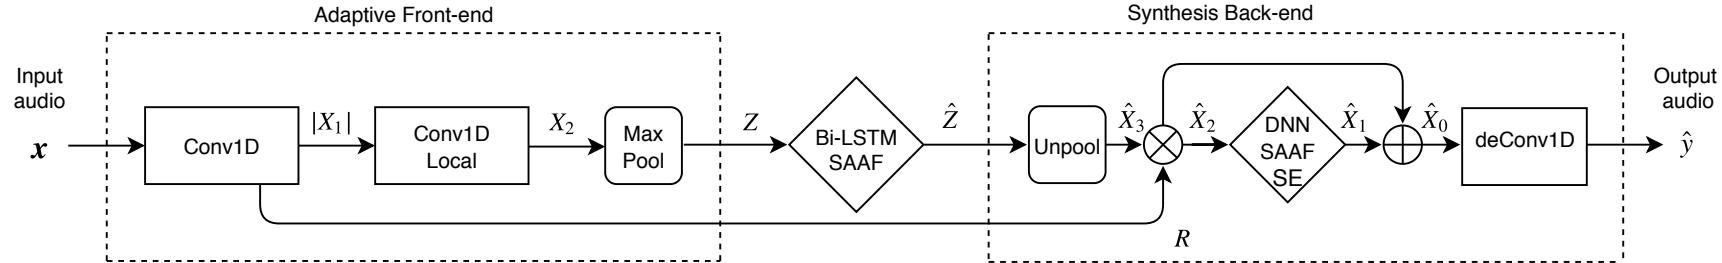 Adaptive Front-end
Synthesis Back-end
Input
audio
x
Conv1D
|X₁|
Conv1D
Local
X₂
Max
Pool
Z
Bi-LSTM
SAAF
Ẑ
Unpool
X̂₃
X̂₂
DNN
SAAF
SE
X̂₁
X̂₀
deConv1D
Output
audio
ŷ
R